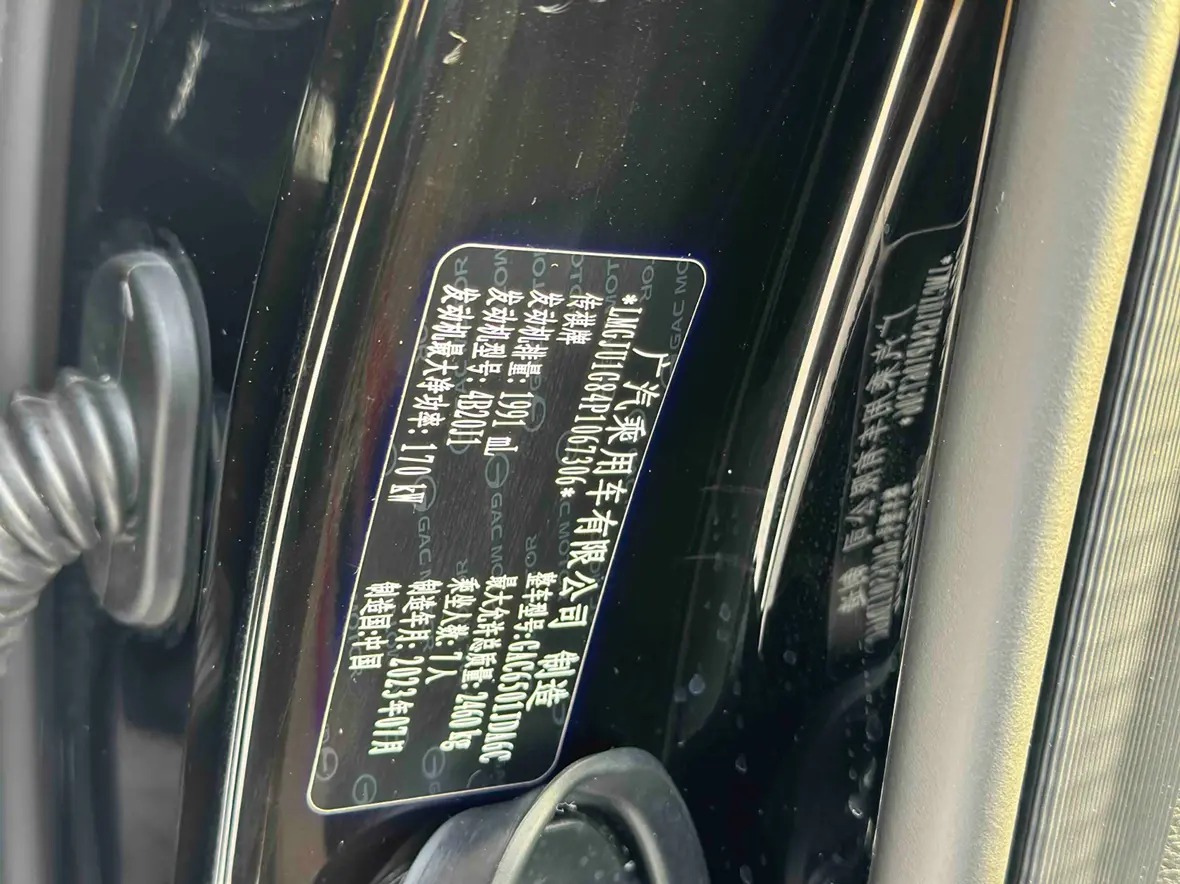 广汽乘用车有限公司 制造
*LMGJU1G84P1067306*
传祺牌 整车型号:GAC6501JDA6C
发动机排量: 1991 ml 最大允许总质量: 2460 kg
发动机型号: 4B20J1 乘坐人数: 7人
发动机最大净功率: 170 kW 制造年月: 2023年07月
制造国:中国